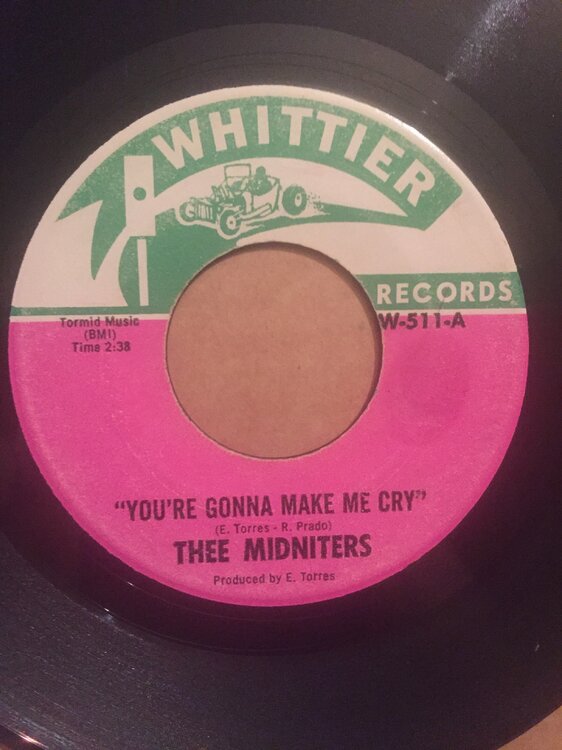 WHITTIER
RECORDS
Tormid Music
(BMI)
Time 2:38
W-511-A
"YOU'RE GONNA MAKE ME CRY"
(E. Torres - R. Prado)
THEE MIDNITERS
Produced by E. Torres